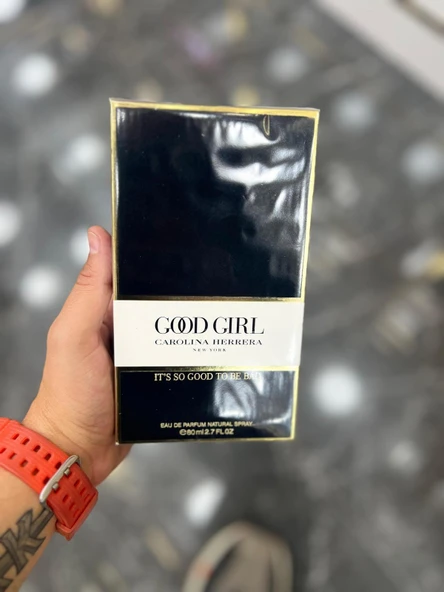 GOOD GIRL
CAROLINA HERRERA
NEW YORK
IT'S SO GOOD TO BE BAD
EAU DE PARFUM NATURAL SPRAY
℮80 ml 2.7 FL OZ